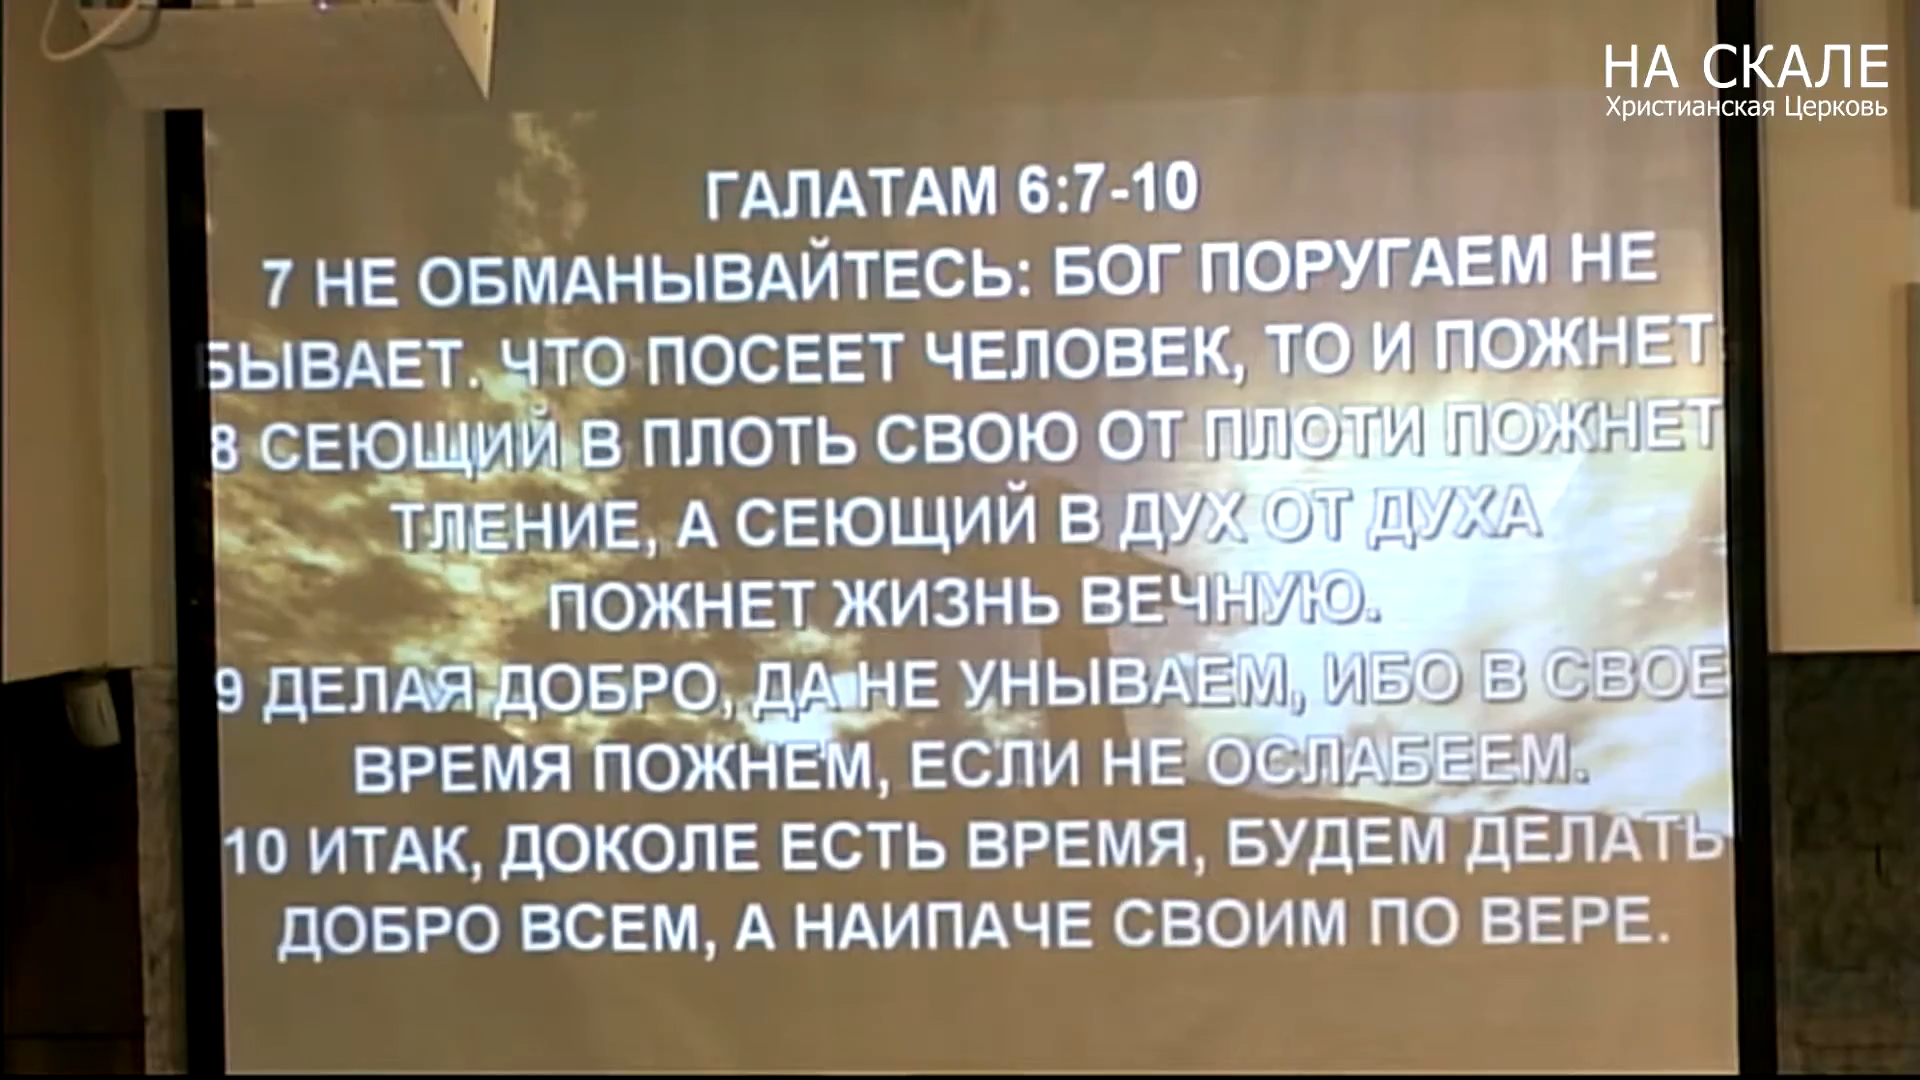 НА СКАЛЕ
Христианская Церковь
ГАЛАТАМ 6:7-10
7 НЕ ОБМАНЫВАЙТЕСЬ: БОГ ПОРУГАЕМ НЕ
БЫВАЕТ. ЧТО ПОСЕЕТ ЧЕЛОВЕК, ТО И ПОЖНЕТ:
8 СЕЮЩИЙ В ПЛОТЬ СВОЮ ОТ ПЛОТИ ПОЖНЕТ
ТЛЕНИЕ, А СЕЮЩИЙ В ДУХ ОТ ДУХА
ПОЖНЕТ ЖИЗНЬ ВЕЧНУЮ.
9 ДЕЛАЯ ДОБРО, ДА НЕ УНЫВАЕМ, ИБО В СВОЕ
ВРЕМЯ ПОЖНЕМ, ЕСЛИ НЕ ОСЛАБЕЕМ.
10 ИТАК, ДОКОЛЕ ЕСТЬ ВРЕМЯ, БУДЕМ ДЕЛАТЬ
ДОБРО ВСЕМ, А НАИПАЧЕ СВОИМ ПО ВЕРЕ.